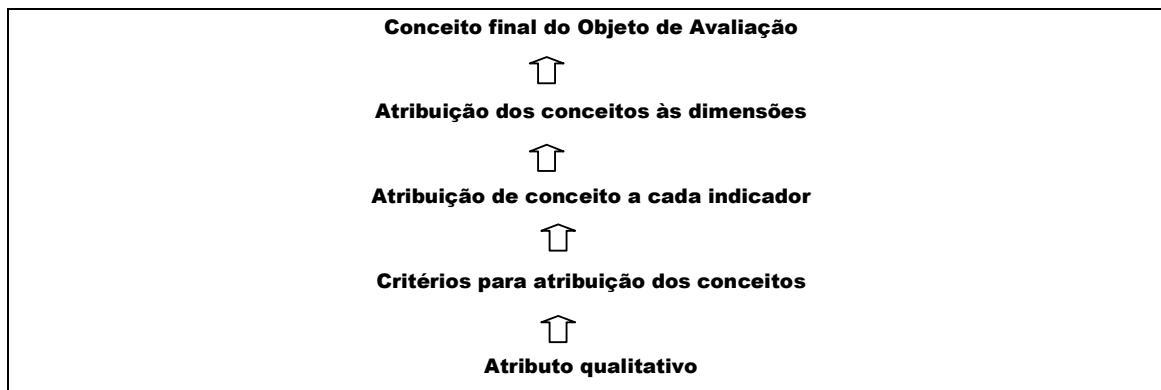 Conceito final do Objeto de Avaliação
Atribuição dos conceitos às dimensões
Atribuição de conceito a cada indicador
Critérios para atribuição dos conceitos
Atributo qualitativo